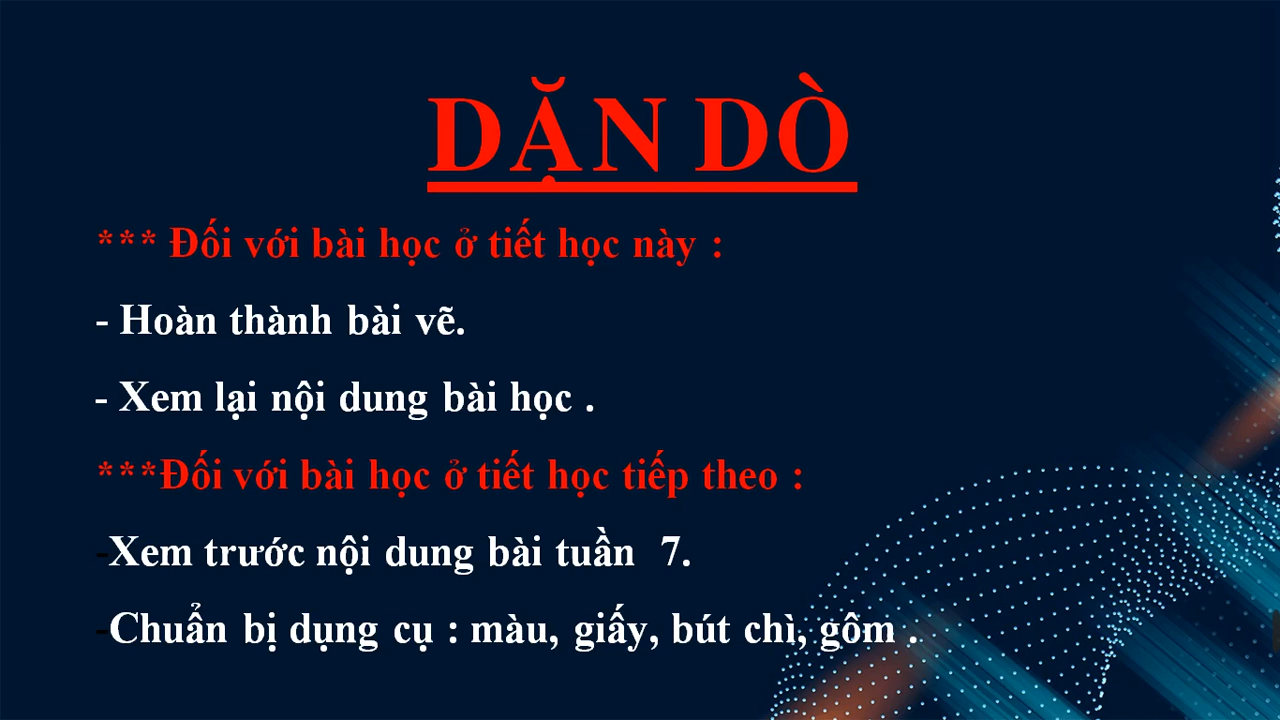 DẶN DÒ
*** Đối với bài học ở tiết học này :
- Hoàn thành bài vẽ.
- Xem lại nội dung bài học .
***Đối với bài học ở tiết học tiếp theo :
-Xem trước nội dung bài tuần  7.
-Chuẩn bị dụng cụ : màu, giấy, bút chì, gôm .